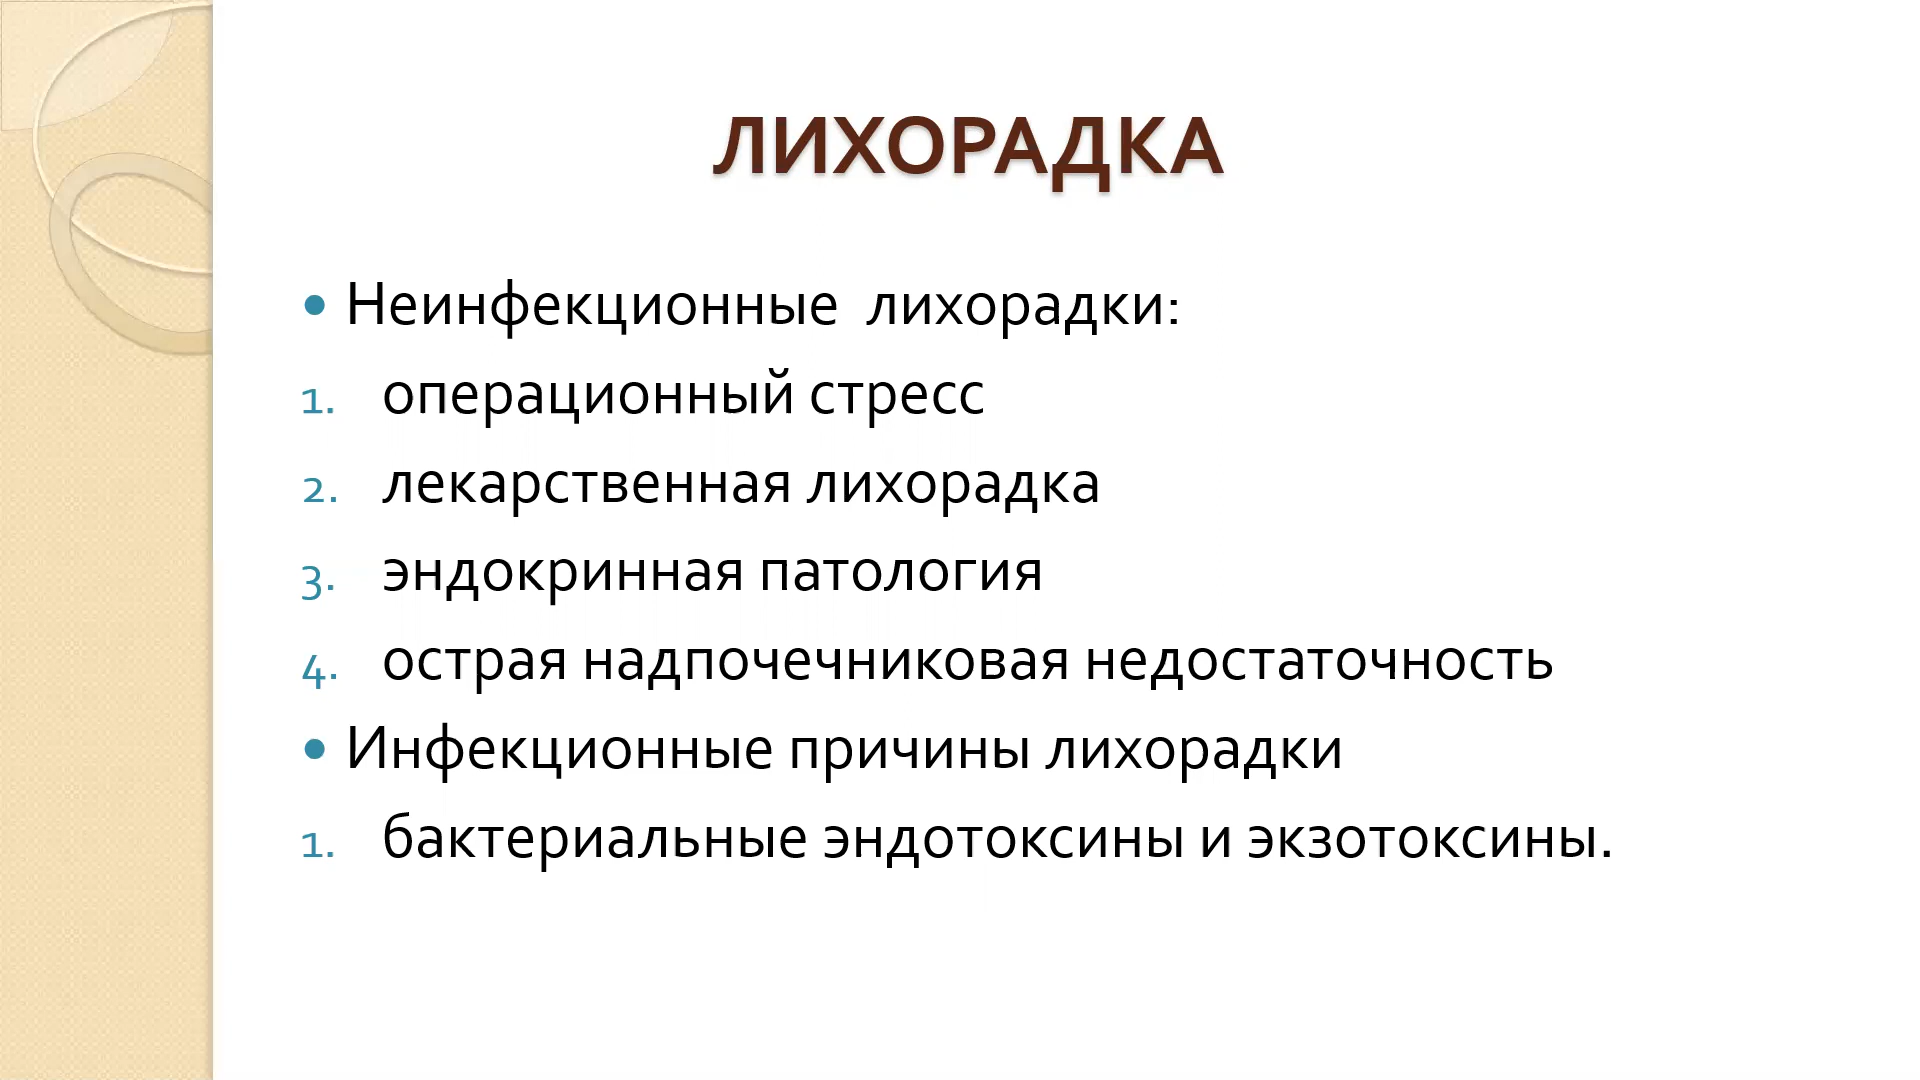 ЛИХОРАДКА
• Неинфекционные лихорадки:
1. операционный стресс
2. лекарственная лихорадка
3. эндокринная патология
4. острая надпочечниковая недостаточность
• Инфекционные причины лихорадки
1. бактериальные эндотоксины и экзотоксины.